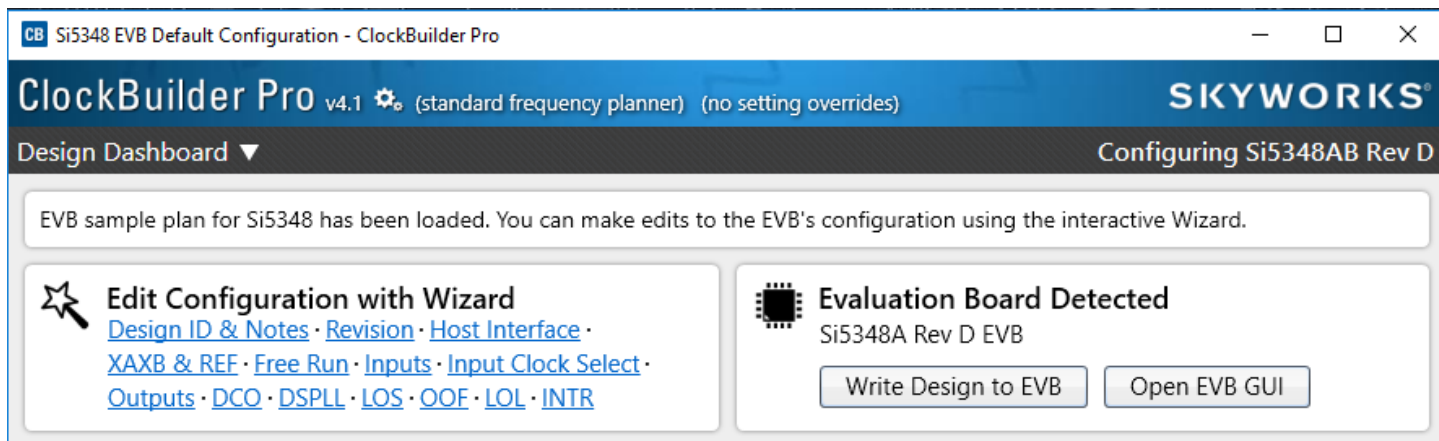 CB Si5348 EVB Default Configuration - ClockBuilder Pro
ClockBuilder Pro v4.1 (standard frequency planner) (no setting overrides) SKYWORKS®
Design Dashboard ▼ Configuring Si5348AB Rev D
EVB sample plan for Si5348 has been loaded. You can make edits to the EVB's configuration using the interactive Wizard.
Edit Configuration with Wizard
Design ID & Notes · Revision · Host Interface ·
XAXB & REF · Free Run · Inputs · Input Clock Select ·
Outputs · DCO · DSPLL · LOS · OOF · LOL · INTR
Evaluation Board Detected
Si5348A Rev D EVB
Write Design to EVB Open EVB GUI